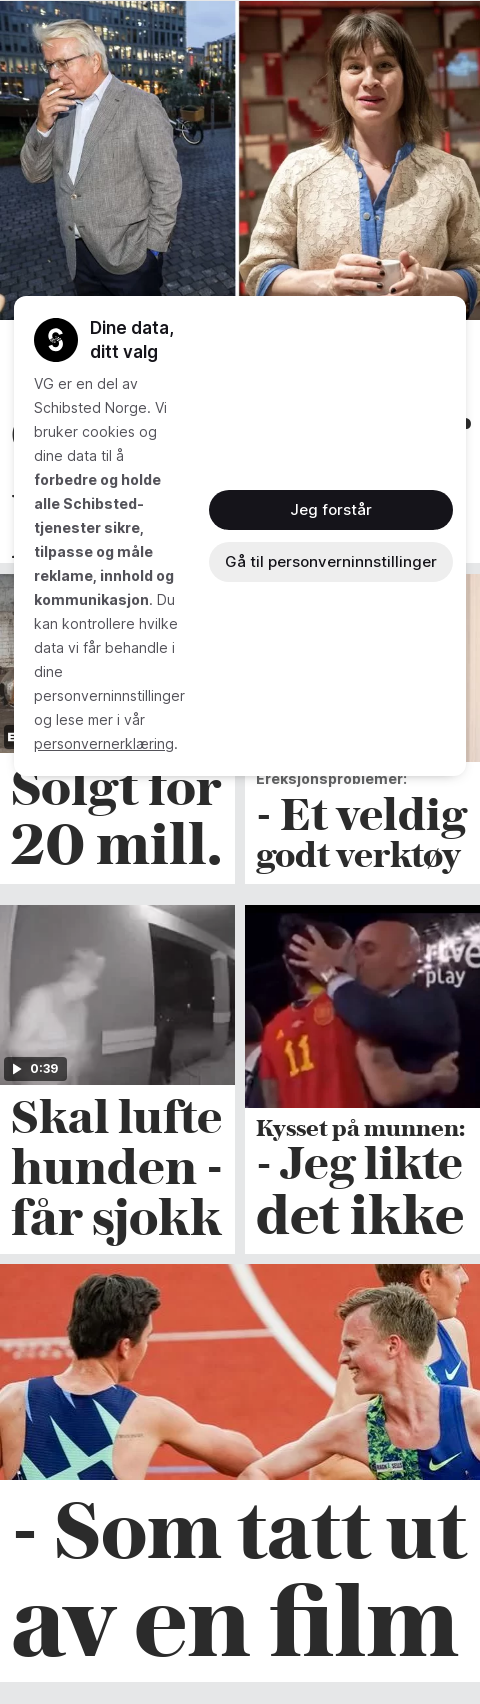 Dine data,
ditt valg
VG er en del av
Schibsted Norge. Vi
bruker cookies og
dine data til å
forbedre og holde
alle Schibsted-
tjenester sikre,
tilpasse og måle
reklame, innhold og
kommunikasjon. Du
kan kontrollere hvilke
data vi får behandle i
dine
personverninnstillinger
og lese mer i vår
personvernerklæring.
Jeg forstår
Gå til personverninnstillinger
Solgt for
20 mill.
Ereksjonsproblemer:
- Et veldig
godt verktøy
0:39
Skal lufte
hunden -
får sjokk
rtve
play
11
Kysset på munnen:
- Jeg likte
det ikke
- Som tatt ut
av en film